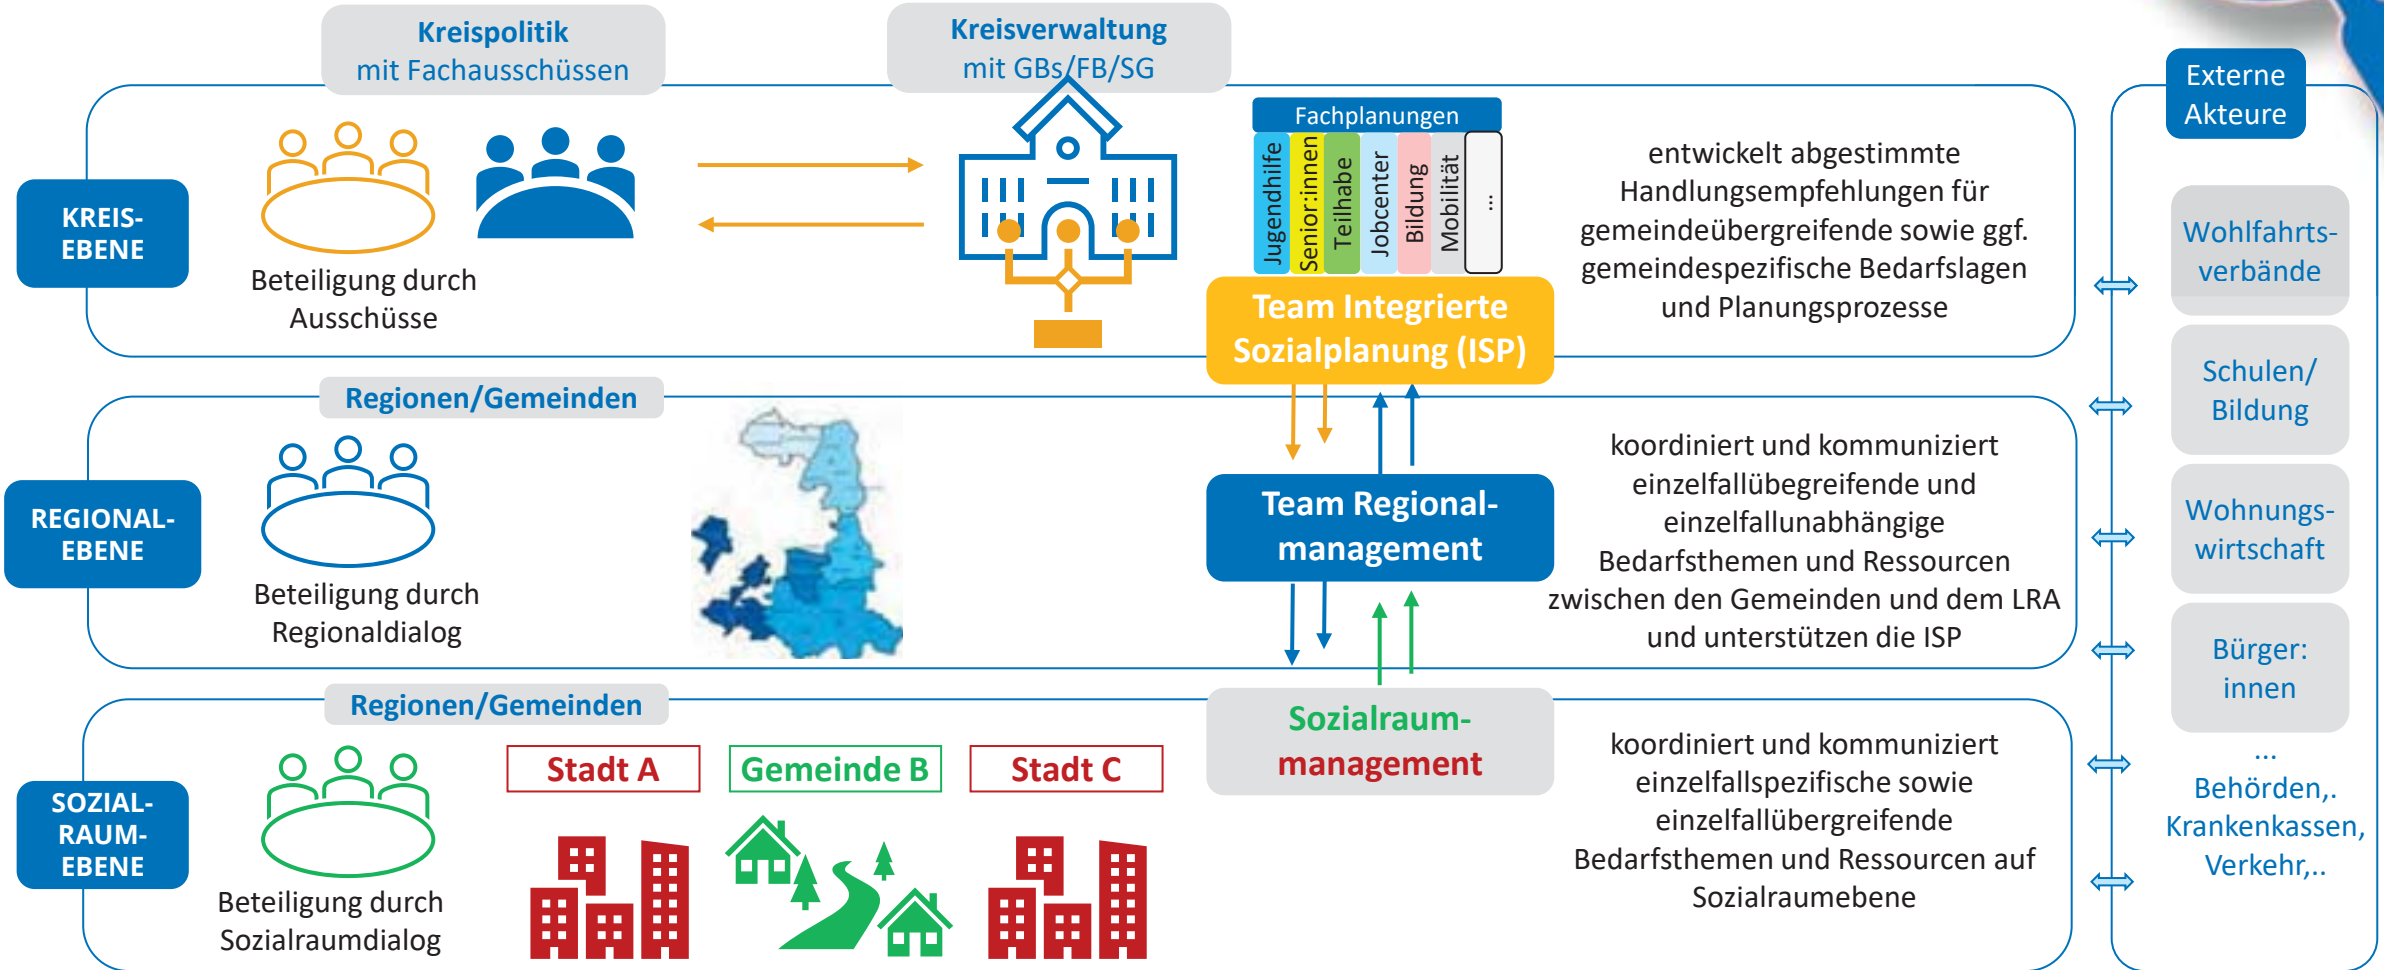 Kreispolitik
mit Fachausschüssen
Kreisverwaltung
mit GBs/FB/SG
Externe
Akteure
KREIS-
EBENE
Beteiligung durch
Ausschüsse
Fachplanungen
Jugendhilfe
Senior:innen
Teilhabe
Jobcenter
Bildung
Mobilität
...
Team Integrierte
Sozialplanung (ISP)
entwickelt abgestimmte
Handlungsempfehlungen für
gemeindeübergreifende sowie ggf.
gemeindespezifische Bedarfslagen
und Planungsprozesse
Regionen/Gemeinden
REGIONAL-
EBENE
Beteiligung durch
Regionaldialog
Team Regional-
management
koordiniert und kommuniziert
einzelfallübegreifende und
einzelfallunabhängige
Bedarfsthemen und Ressourcen
zwischen den Gemeinden und dem LRA
und unterstützen die ISP
Regionen/Gemeinden
SOZIAL-
RAUM-
EBENE
Beteiligung durch
Sozialraumdialog
Stadt A
Gemeinde B
Stadt C
Sozialraum-
management
koordiniert und kommuniziert
einzelfallspezifische sowie
einzelfallübergreifende
Bedarfsthemen und Ressourcen auf
Sozialraumebene
Wohlfahrts-
verbände
Schulen/
Bildung
Wohnungs-
wirtschaft
Bürger:
innen
...
Behörden,.
Krankenkassen,
Verkehr,..